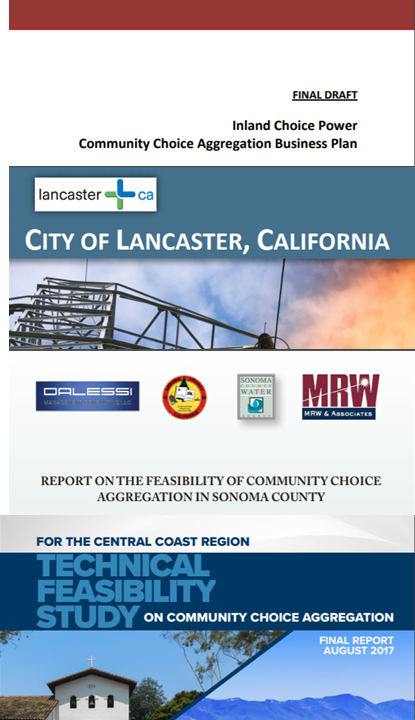 FINAL DRAFT
Inland Choice Power
Community Choice Aggregation Business Plan
lancaster ca
CITY OF LANCASTER, CALIFORNIA
DALESSI
SONOMA
COUNTY
WATER
MRW
MRW & ASSOCIATES
REPORT ON THE FEASIBILITY OF COMMUNITY CHOICE
AGGREGATION IN SONOMA COUNTY
FOR THE CENTRAL COAST REGION
TECHNICAL
FEASIBILITY
STUDY ON COMMUNITY CHOICE AGGREGATION
FINAL REPORT
AUGUST 2017